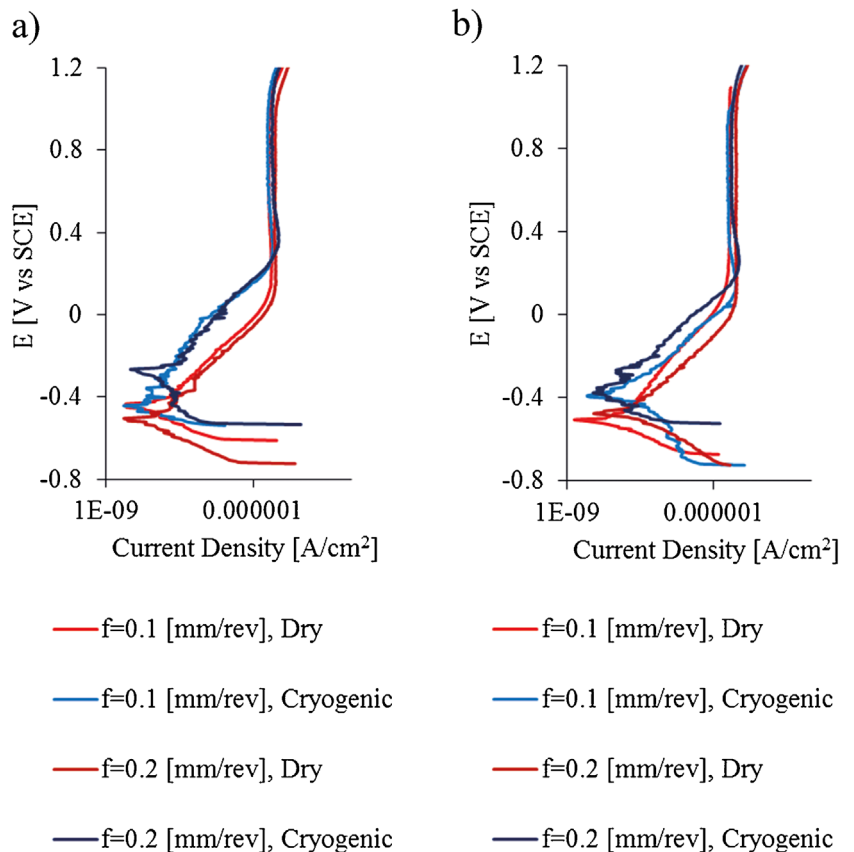 a)
1.2
0.8
0.4
0
-0.4
-0.8
E [V vs SCE]
1E-09 0.000001
Current Density [A/cm²]
f=0.1 [mm/rev], Dry
f=0.1 [mm/rev], Cryogenic
f=0.2 [mm/rev], Dry
f=0.2 [mm/rev], Cryogenic
b)
1.2
0.8
0.4
0
-0.4
-0.8
E [V vs SCE]
1E-09 0.000001
Current Density [A/cm²]
f=0.1 [mm/rev], Dry
f=0.1 [mm/rev], Cryogenic
f=0.2 [mm/rev], Dry
f=0.2 [mm/rev], Cryogenic